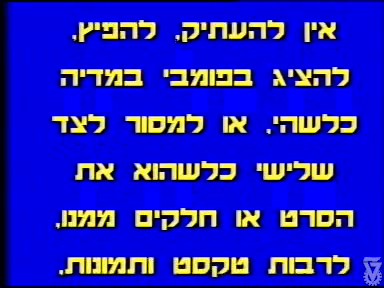 אין להעתיק, להפיץ,
להציג בפומבי במדיה
כלשהי, או למסור לצד
שלישי כלשהוא את
הסרט או חלקים ממנו,
לרבות טקסט ותמונות,